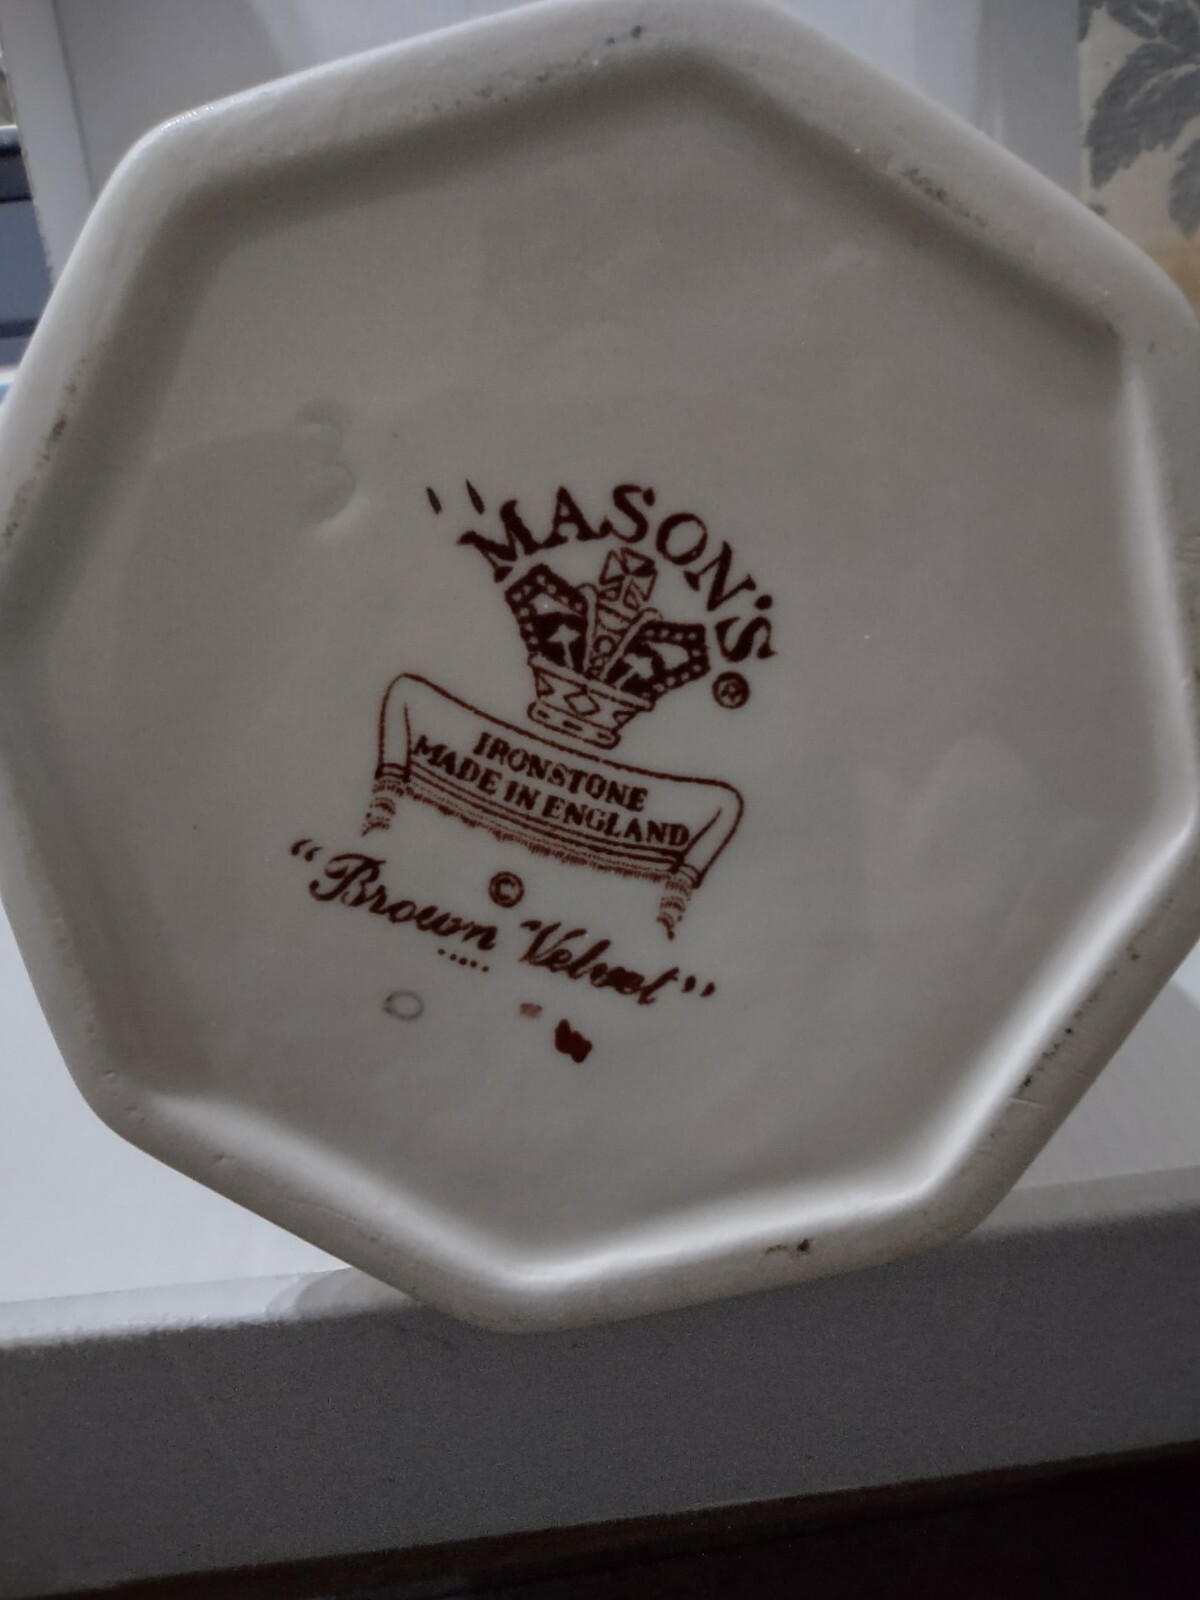 MASON'S
®
IRONSTONE
MADE IN ENGLAND
©
“Brown Velvet”